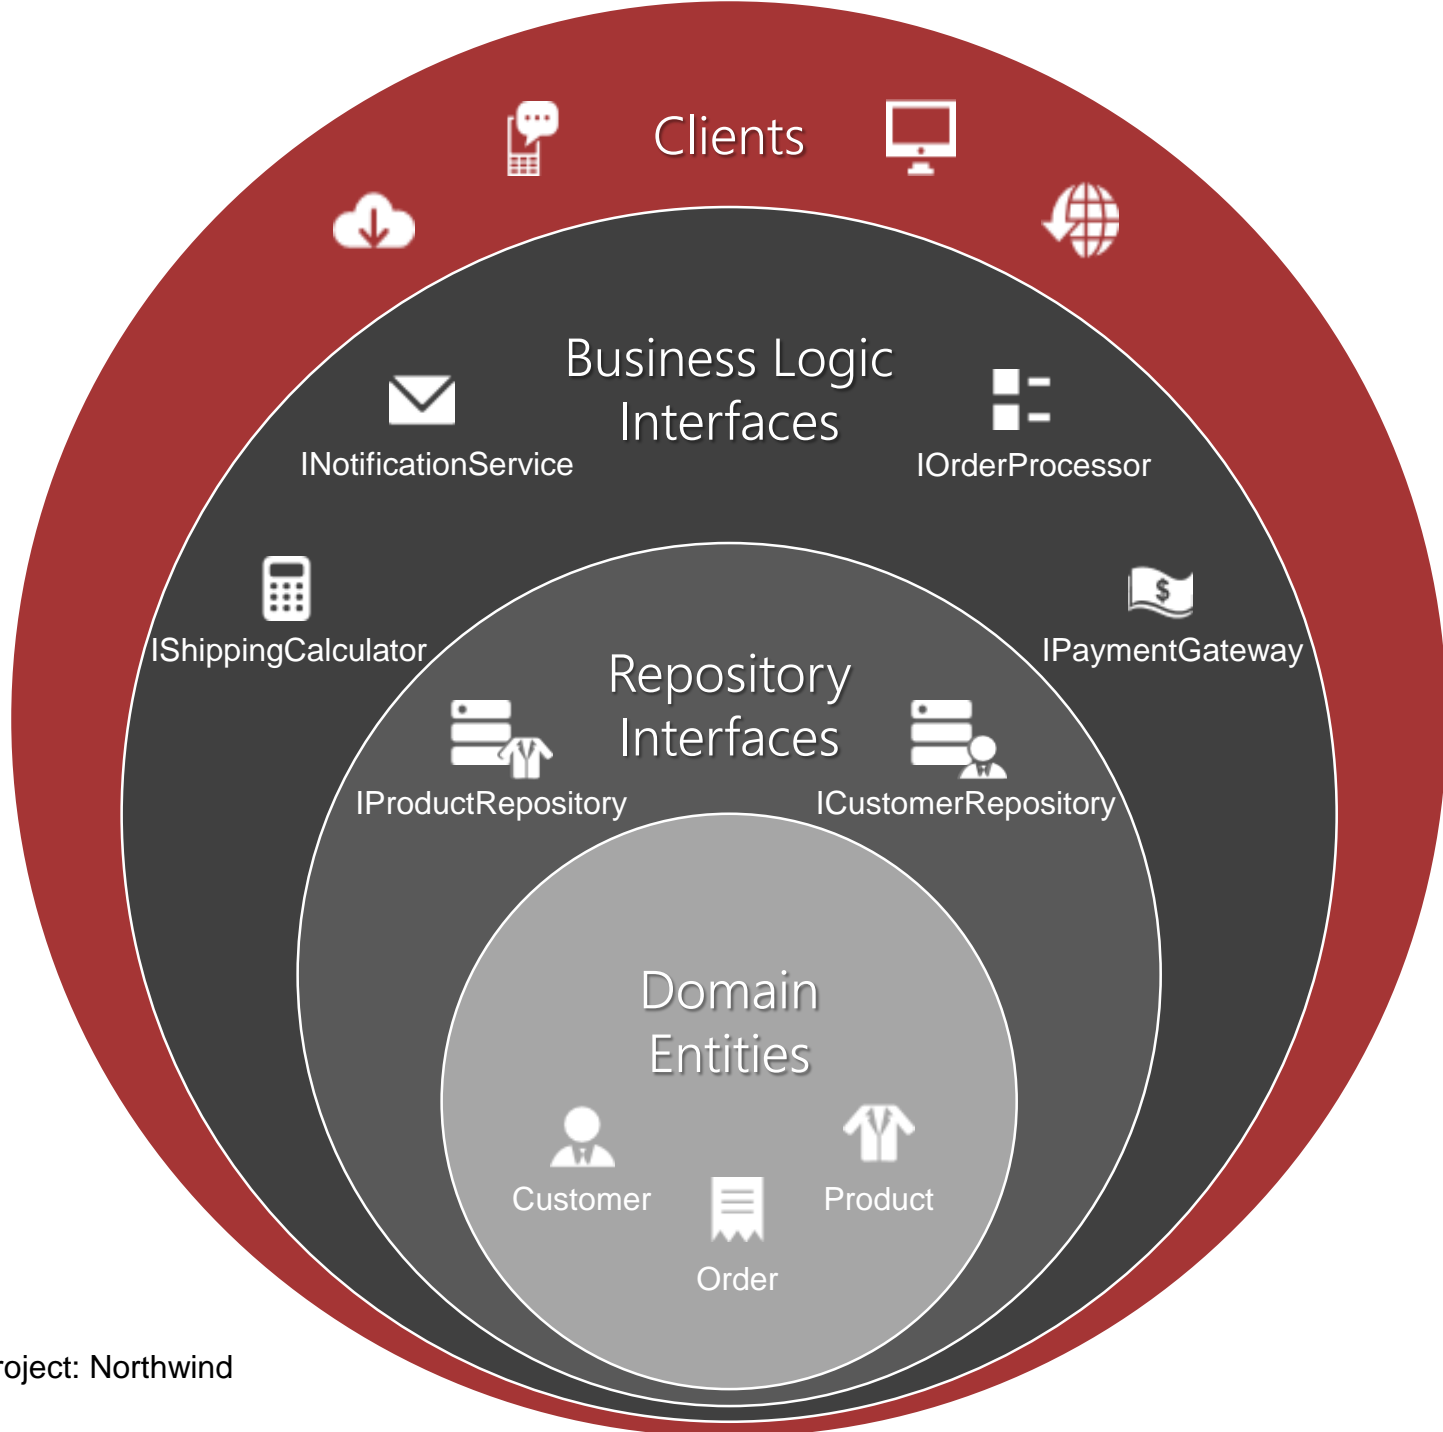 Clients
Business Logic
Interfaces
INotificationService
IOrderProcessor
IShippingCalculator
IPaymentGateway
Repository
Interfaces
IProductRepository
ICustomerRepository
Domain
Entities
Customer
Product
Order
roject: Northwind